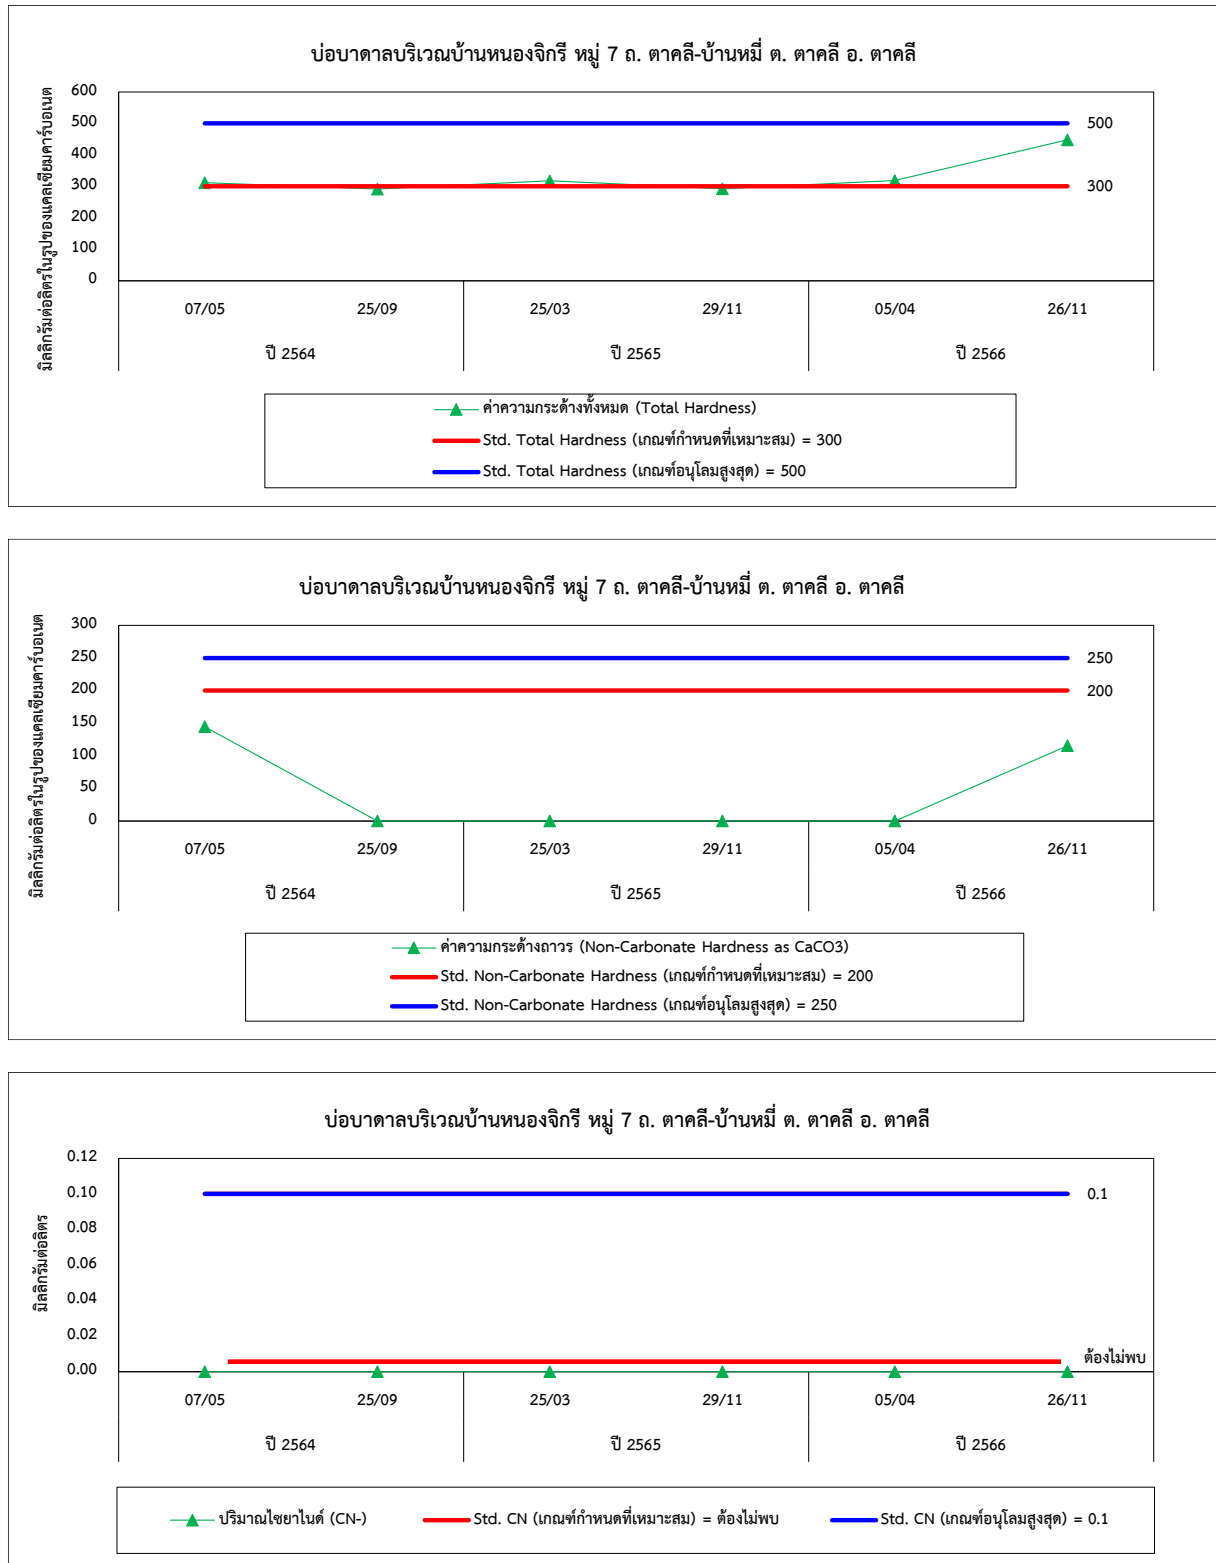 บ่อบาดาลบริเวณบ้านหนองจิกรี หมู่ 7 ถ. ตาคลี-บ้านหมี่ ต. ตาคลี อ. ตาคลี
มิลลิกรัมต่อลิตรในรูปของแคลเซียมคาร์บอเนต
600
500
400
300
200
100
0
500
300
07/05 25/09 25/03 29/11 05/04 26/11
ปี 2564 ปี 2565 ปี 2566
ค่าความกระด้างทั้งหมด (Total Hardness)
Std. Total Hardness (เกณฑ์กำหนดที่เหมาะสม) = 300
Std. Total Hardness (เกณฑ์อนุโลมสูงสุด) = 500
บ่อบาดาลบริเวณบ้านหนองจิกรี หมู่ 7 ถ. ตาคลี-บ้านหมี่ ต. ตาคลี อ. ตาคลี
มิลลิกรัมต่อลิตรในรูปของแคลเซียมคาร์บอเนต
300
250
200
150
100
50
0
250
200
07/05 25/09 25/03 29/11 05/04 26/11
ปี 2564 ปี 2565 ปี 2566
ค่าความกระด้างถาวร (Non-Carbonate Hardness as CaCO3)
Std. Non-Carbonate Hardness (เกณฑ์กำหนดที่เหมาะสม) = 200
Std. Non-Carbonate Hardness (เกณฑ์อนุโลมสูงสุด) = 250
บ่อบาดาลบริเวณบ้านหนองจิกรี หมู่ 7 ถ. ตาคลี-บ้านหมี่ ต. ตาคลี อ. ตาคลี
มิลลิกรัมต่อลิตร
0.12
0.10
0.08
0.06
0.04
0.02
0.00
0.1
ต้องไม่พบ
07/05 25/09 25/03 29/11 05/04 26/11
ปี 2564 ปี 2565 ปี 2566
ปริมาณไซยาไนด์ (CN-) Std. CN (เกณฑ์กำหนดที่เหมาะสม) = ต้องไม่พบ Std. CN (เกณฑ์อนุโลมสูงสุด) = 0.1